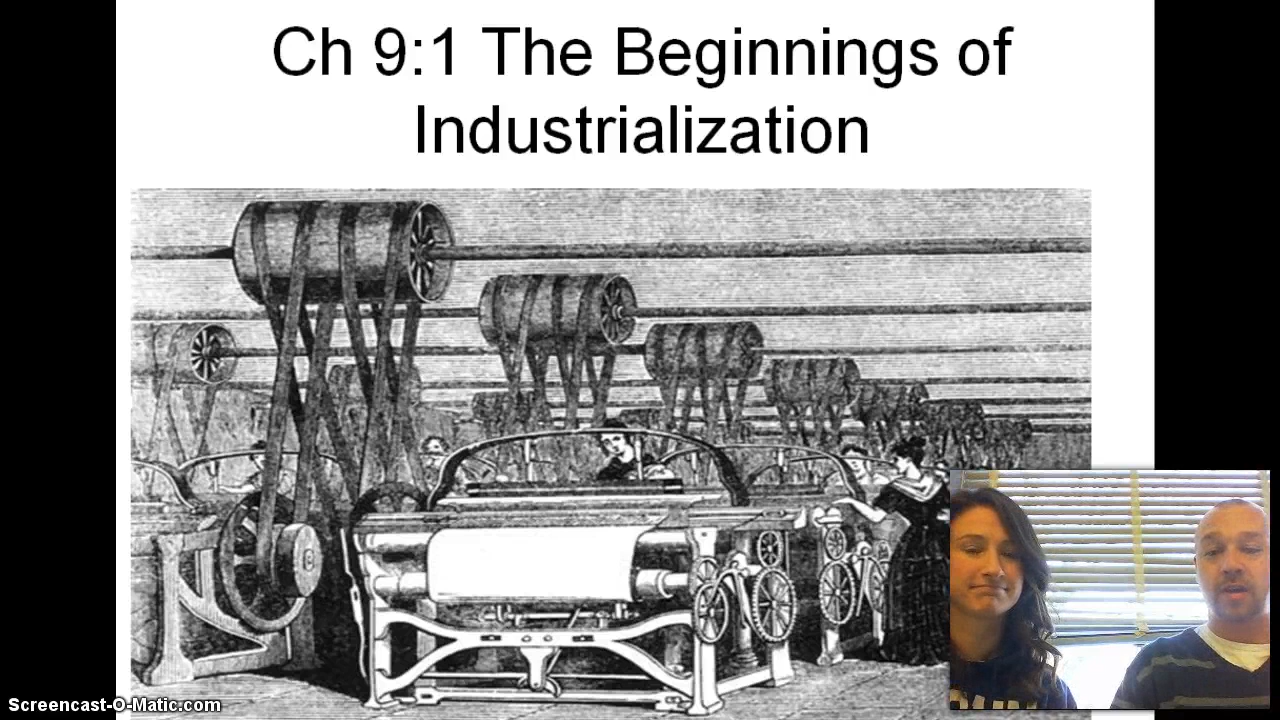 Ch 9:1 The Beginnings of
Industrialization
Screencast-O-Matic.com